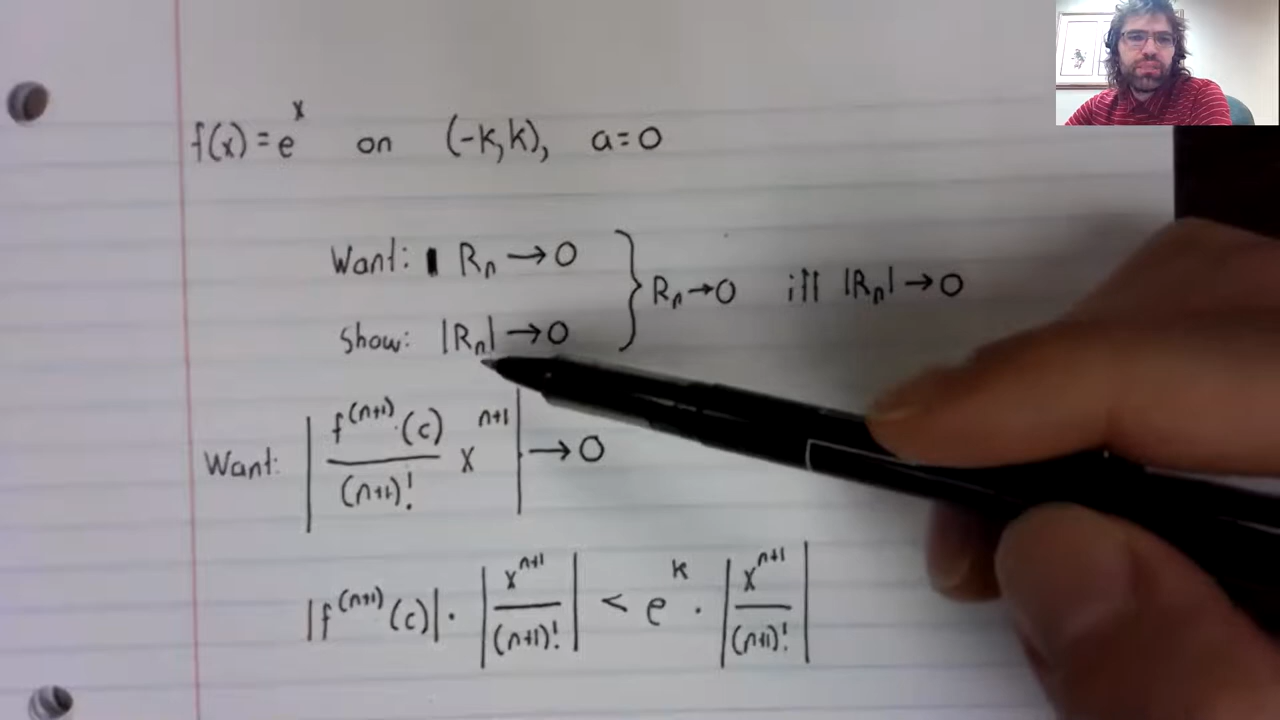 f(x) = e^x on (-k,k), a=0
Want: R_n → 0
Show: |R_n| → 0 } R_n → 0 iff |R_n| → 0
Want: | f^(n+1)(c) / (n+1)! x^(n+1) | → 0
|f^(n+1)(c)| · | x^(n+1) / (n+1)! | < e^k · | x^(n+1) / (n+1)! |